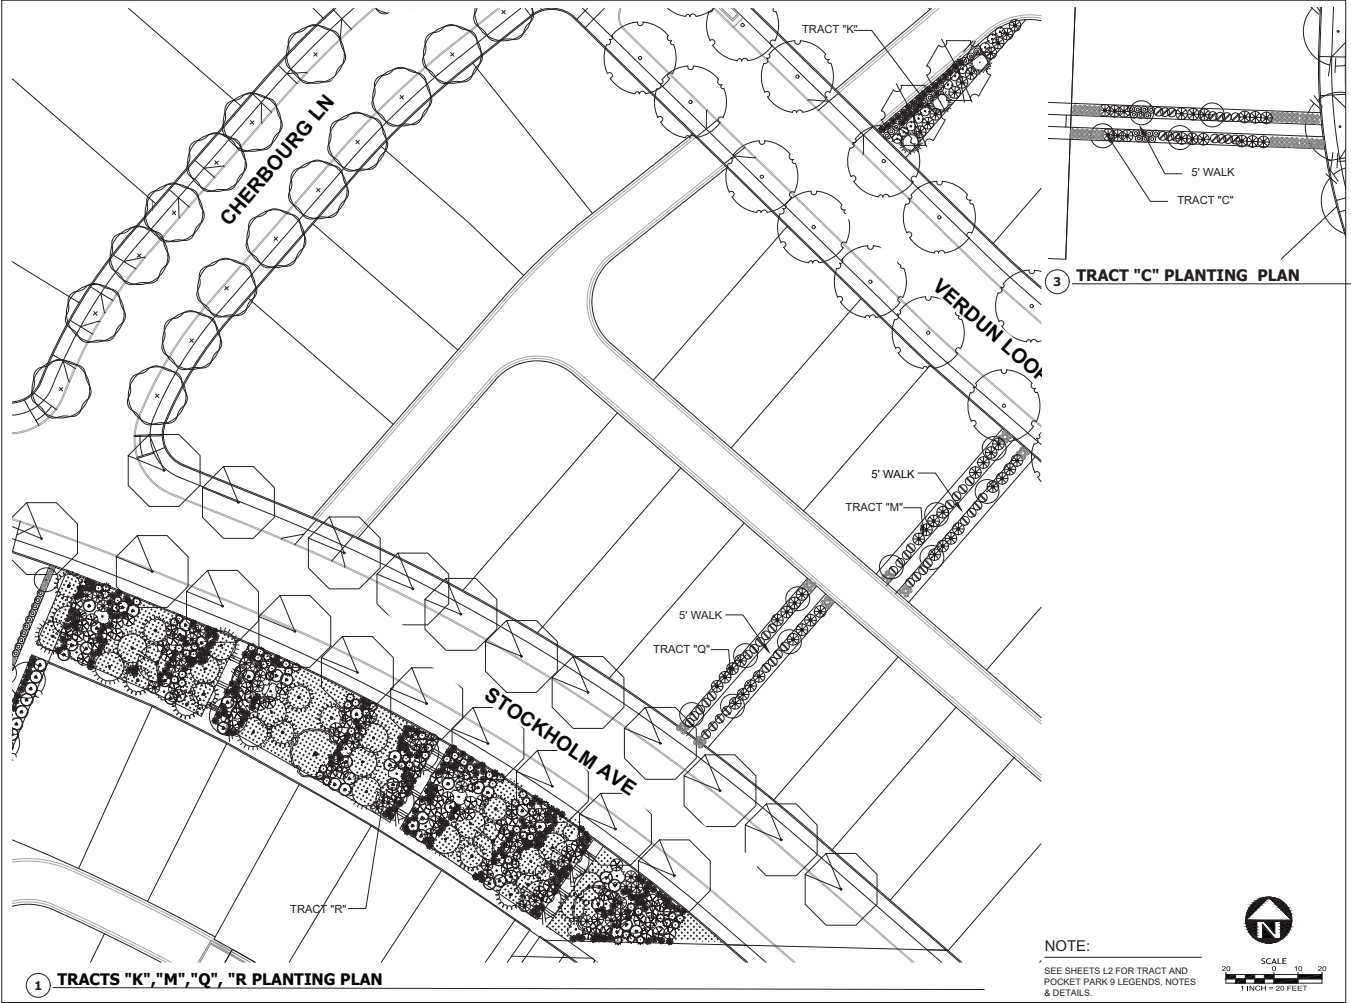 TRACT "K"
CHERBOURG LN
5' WALK
TRACT "C"
3 TRACT "C" PLANTING PLAN
VERDUN LOOP
5' WALK
TRACT "M"
5' WALK
TRACT "Q"
STOCKHOLM AVE
TRACT "R"
1 TRACTS "K","M","Q", "R PLANTING PLAN
NOTE:
SEE SHEETS L2 FOR TRACT AND
POCKET PARK 9 LEGENDS, NOTES
& DETAILS.
N
SCALE
20 0 10 20
1 INCH = 20 FEET